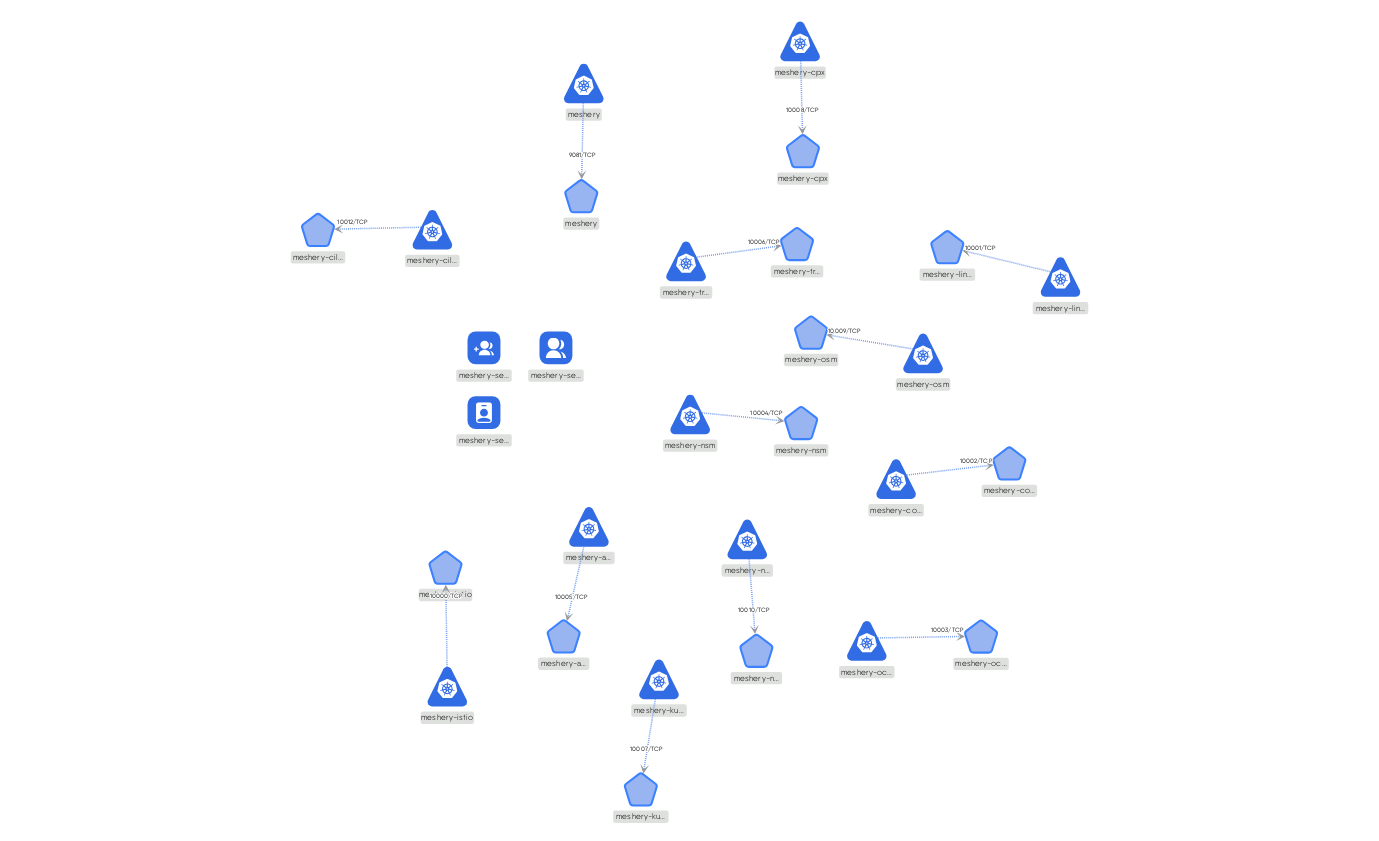 meshery-cpx
10008/TCP
meshery-cpx
meshery
9081/TCP
meshery
10012/TCP
meshery-cil...
meshery-cil...
10006/TCP
meshery-tr...
meshery-tr...
10001/TCP
meshery-lin...
meshery-lin...
10009/TCP
meshery-osm
meshery-osm
meshery-se...
meshery-se...
meshery-se...
10004/TCP
meshery-nsm
meshery-nsm
10002/TCP
meshery-co...
meshery-co...
meshery-a...
10005/TCP
meshery-a...
meshery-n...
10010/TCP
meshery-n...
10000/TCP
meshery-istio
10003/TCP
meshery-oc...
meshery-oc...
meshery-ku...
10007/TCP
meshery-ku...